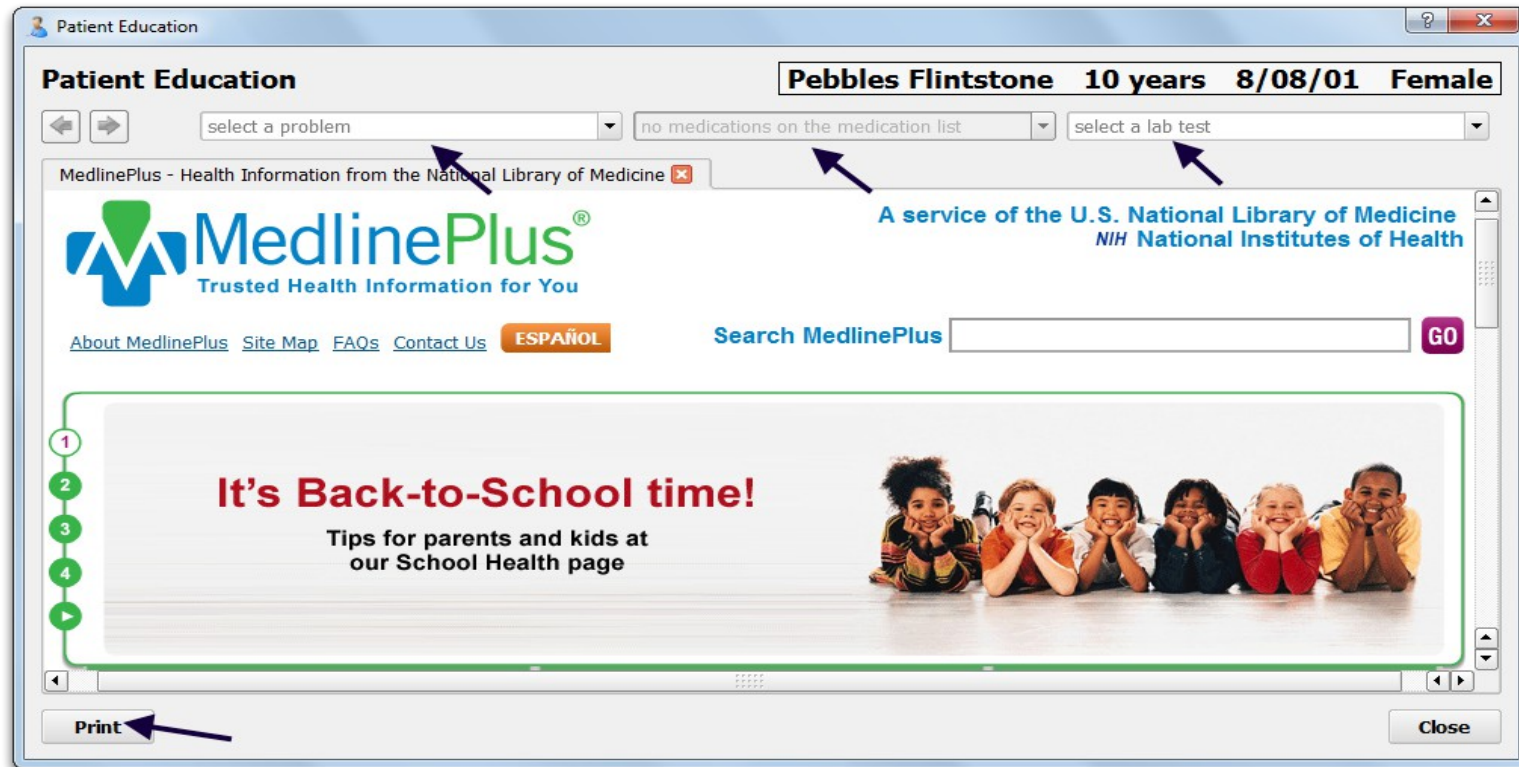 Patient Education
Patient Education
Pebbles Flintstone 10 years 8/08/01 Female
select a problem
no medications on the medication list
select a lab test
MedlinePlus - Health Information from the National Library of Medicine
MedlinePlus®
Trusted Health Information for You
A service of the U.S. National Library of Medicine
NIH National Institutes of Health
About MedlinePlus Site Map FAQs Contact Us ESPAÑOL
Search MedlinePlus GO
1
2
3
4
It's Back-to-School time!
Tips for parents and kids at
our School Health page
Print
Close